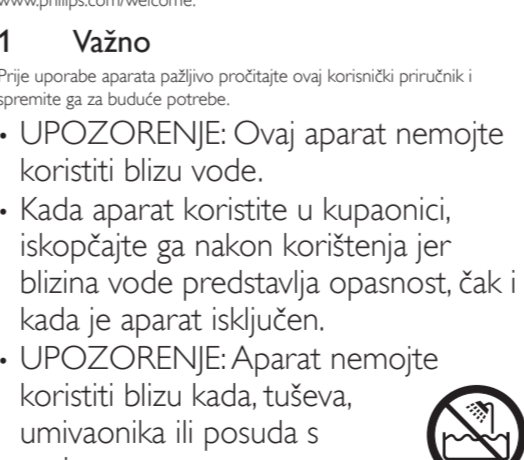 www.philips.com/welcome.
1 Važno
Prije uporabe aparata pažljivo pročitajte ovaj korisnički priručnik i
spremite ga za buduće potrebe.
• UPOZORENJE: Ovaj aparat nemojte
koristiti blizu vode.
• Kada aparat koristite u kupaonici,
iskopčajte ga nakon korištenja jer
blizina vode predstavlja opasnost, čak i
kada je aparat isključen.
• UPOZORENJE: Aparat nemojte
koristiti blizu kada, tuševa,
umivaonika ili posuda s